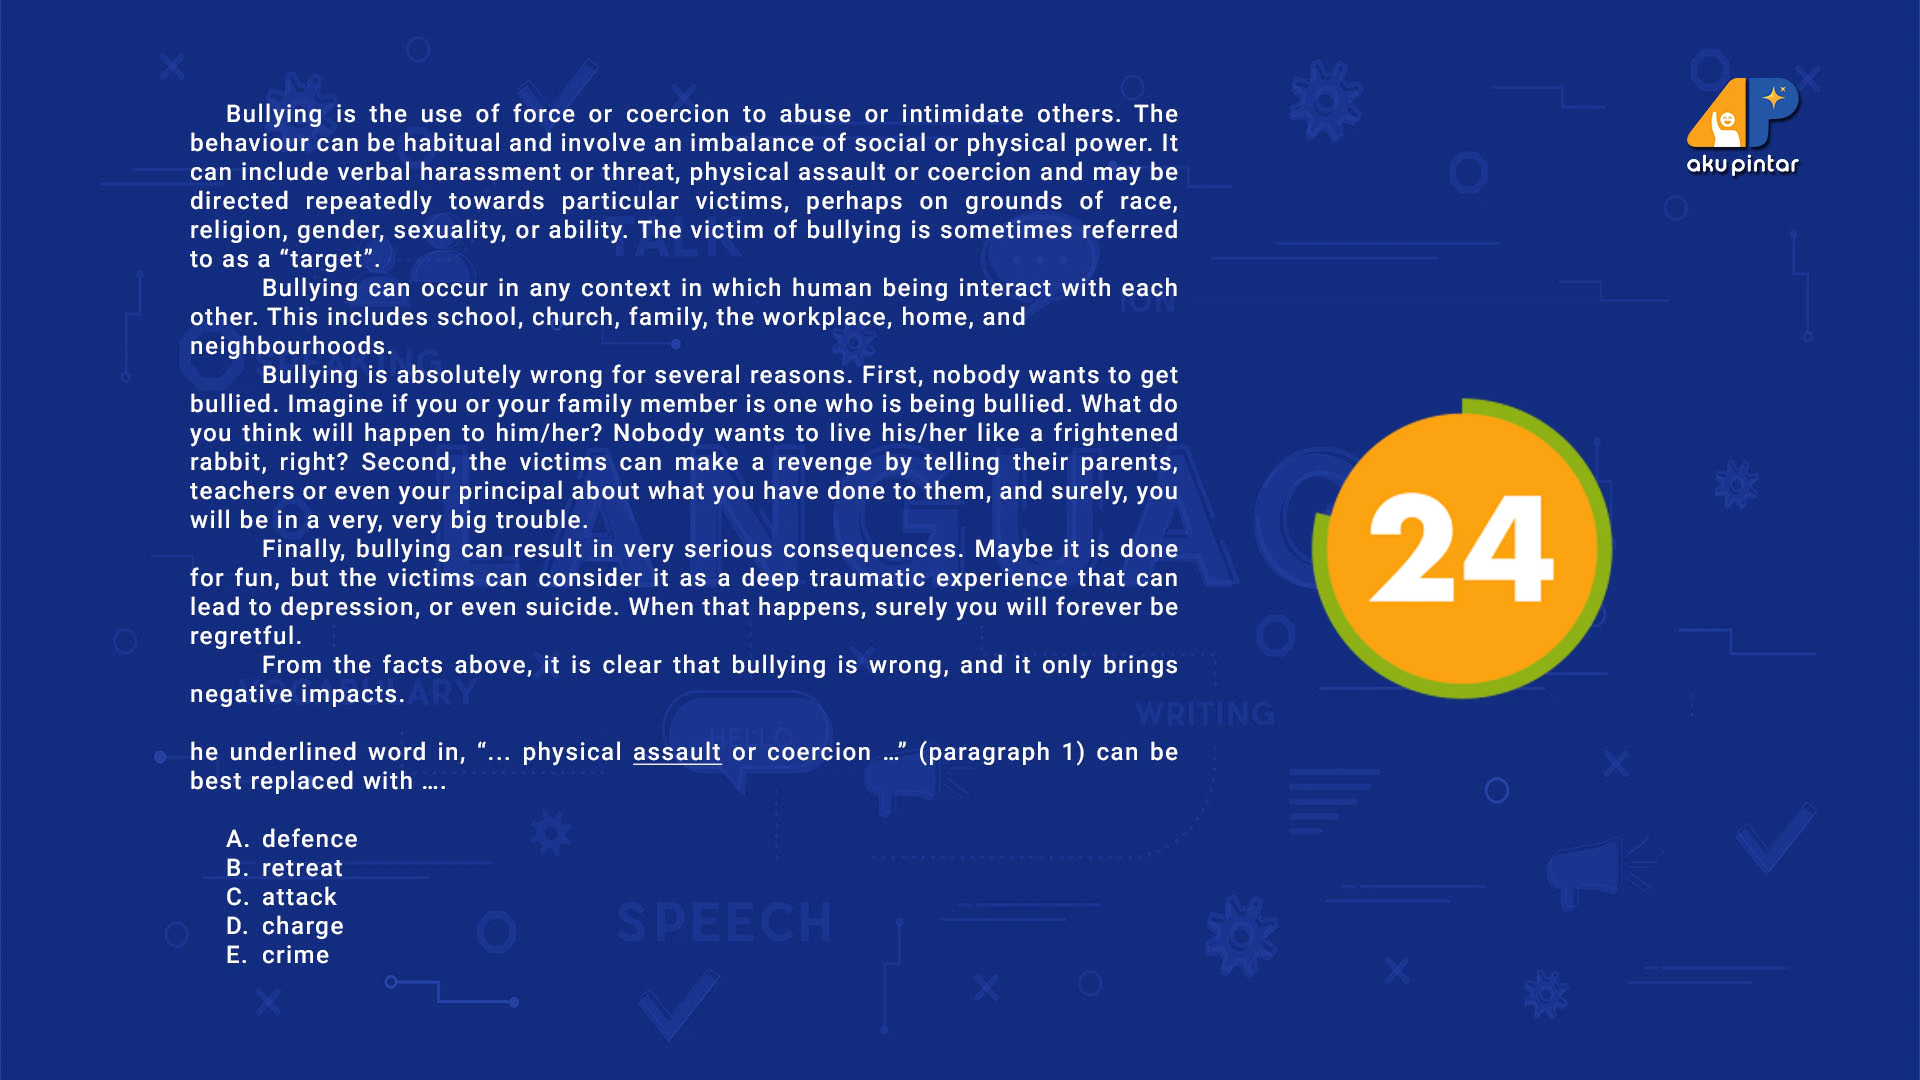 Bullying is the use of force or coercion to abuse or intimidate others. The
behaviour can be habitual and involve an imbalance of social or physical power. It
can include verbal harassment or threat, physical assault or coercion and may be
directed repeatedly towards particular victims, perhaps on grounds of race,
religion, gender, sexuality, or ability. The victim of bullying is sometimes referred
to as a “target”.
Bullying can occur in any context in which human being interact with each
other. This includes school, church, family, the workplace, home, and
neighbourhoods.
Bullying is absolutely wrong for several reasons. First, nobody wants to get
bullied. Imagine if you or your family member is one who is being bullied. What do
you think will happen to him/her? Nobody wants to live his/her like a frightened
rabbit, right? Second, the victims can make a revenge by telling their parents,
teachers or even your principal about what you have done to them, and surely, you
will be in a very, very big trouble.
Finally, bullying can result in very serious consequences. Maybe it is done
for fun, but the victims can consider it as a deep traumatic experience that can
lead to depression, or even suicide. When that happens, surely you will forever be
regretful.
From the facts above, it is clear that bullying is wrong, and it only brings
negative impacts.
he underlined word in, “... physical assault or coercion …” (paragraph 1) can be
best replaced with ….
A. defence
B. retreat
C. attack
D. charge
E. crime
24
AP
aku pintar
TALK
VOCABULARY
HELLO
WRITING
SPEECH